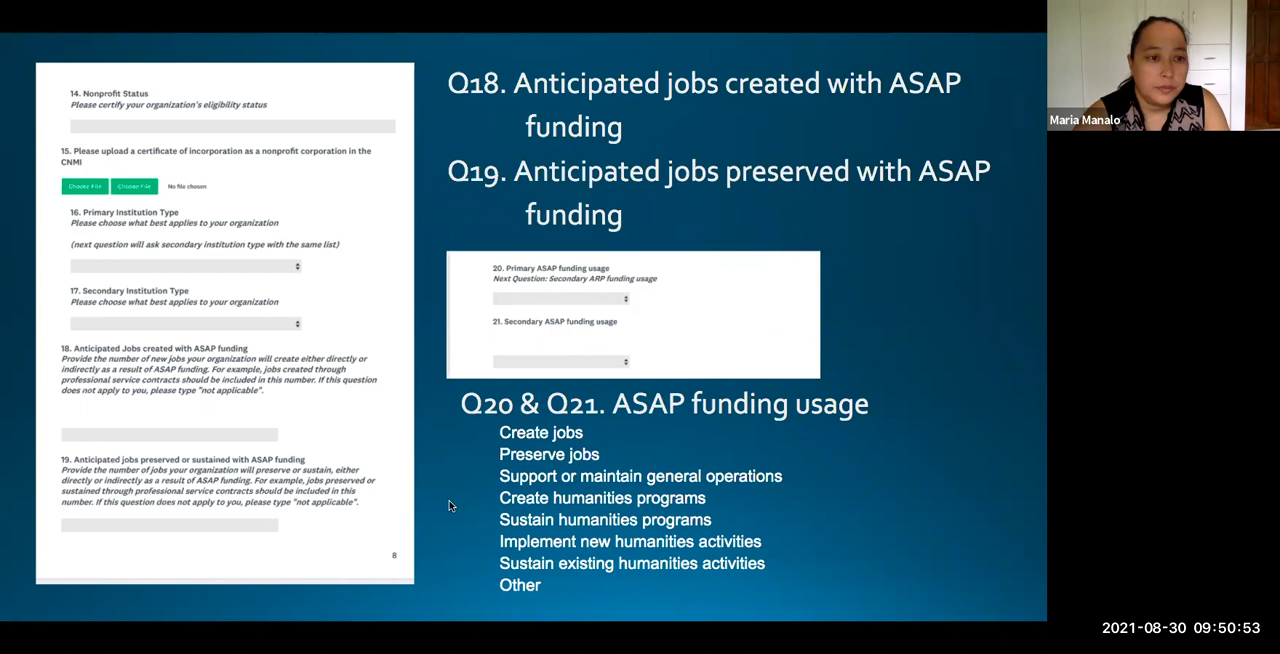 14. Nonprofit Status
Please certify your organization's eligibility status
15. Please upload a certificate of incorporation as a nonprofit corporation in the
CNMI
Choose File Choose File No file chosen
16. Primary Institution Type
Please choose what best applies to your organization
(next question will ask secondary institution type with the same list)
17. Secondary Institution Type
Please choose what best applies to your organization
18. Anticipated Jobs created with ASAP funding
Provide the number of new jobs your organization will create either directly or
indirectly as a result of ASAP funding. For example, jobs created through
professional service contracts should be included in this number. If this question
does not apply to you, please type "not applicable".
19. Anticipated jobs preserved or sustained with ASAP funding
Provide the number of jobs your organization will preserve or sustain, either
directly or indirectly as a result of ASAP funding. For example, jobs preserved or
sustained through professional service contracts should be included in this
number. If this question does not apply to you, please type "not applicable".
8
Q18. Anticipated jobs created with ASAP
funding
Q19. Anticipated jobs preserved with ASAP
funding
20. Primary ASAP funding usage
Next Question: Secondary ARP funding usage
21. Secondary ASAP funding usage
Q20 & Q21. ASAP funding usage
Create jobs
Preserve jobs
Support or maintain general operations
Create humanities programs
Sustain humanities programs
Implement new humanities activities
Sustain existing humanities activities
Other
Maria Manalo
2021-08-30 09:50:53